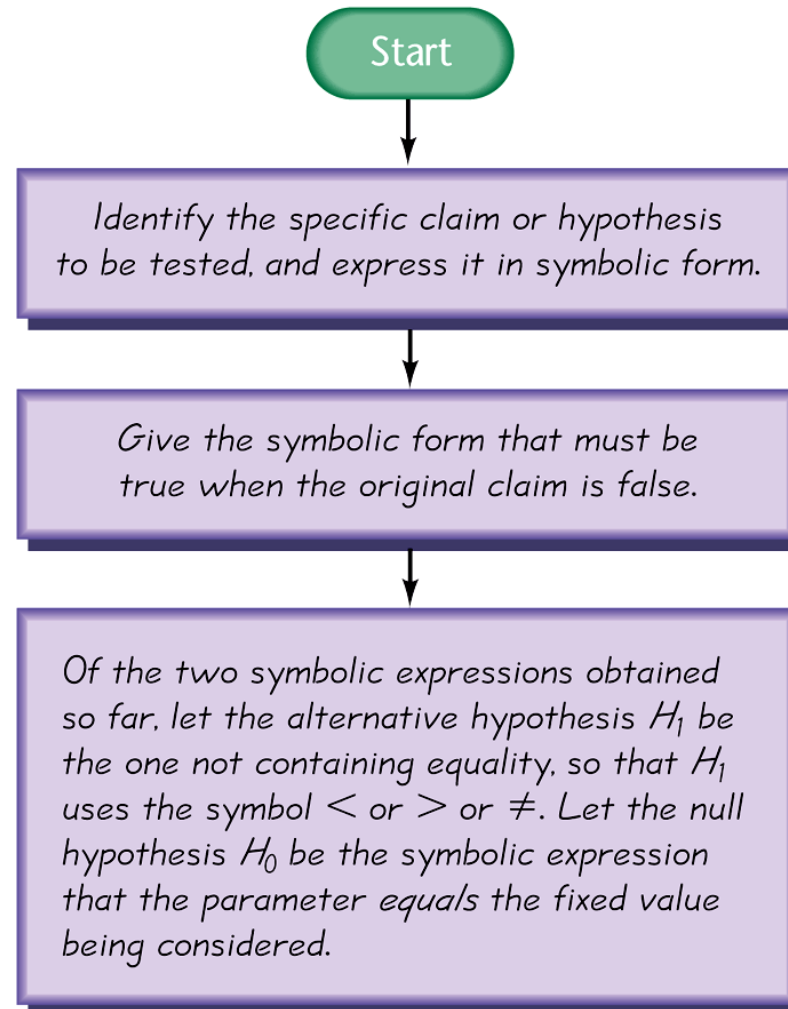 Start
Identify the specific claim or hypothesis
to be tested, and express it in symbolic form.
Give the symbolic form that must be
true when the original claim is false.
Of the two symbolic expressions obtained
so far, let the alternative hypothesis H₁ be
the one not containing equality, so that H₁
uses the symbol < or > or ≠. Let the null
hypothesis H₀ be the symbolic expression
that the parameter equals the fixed value
being considered.